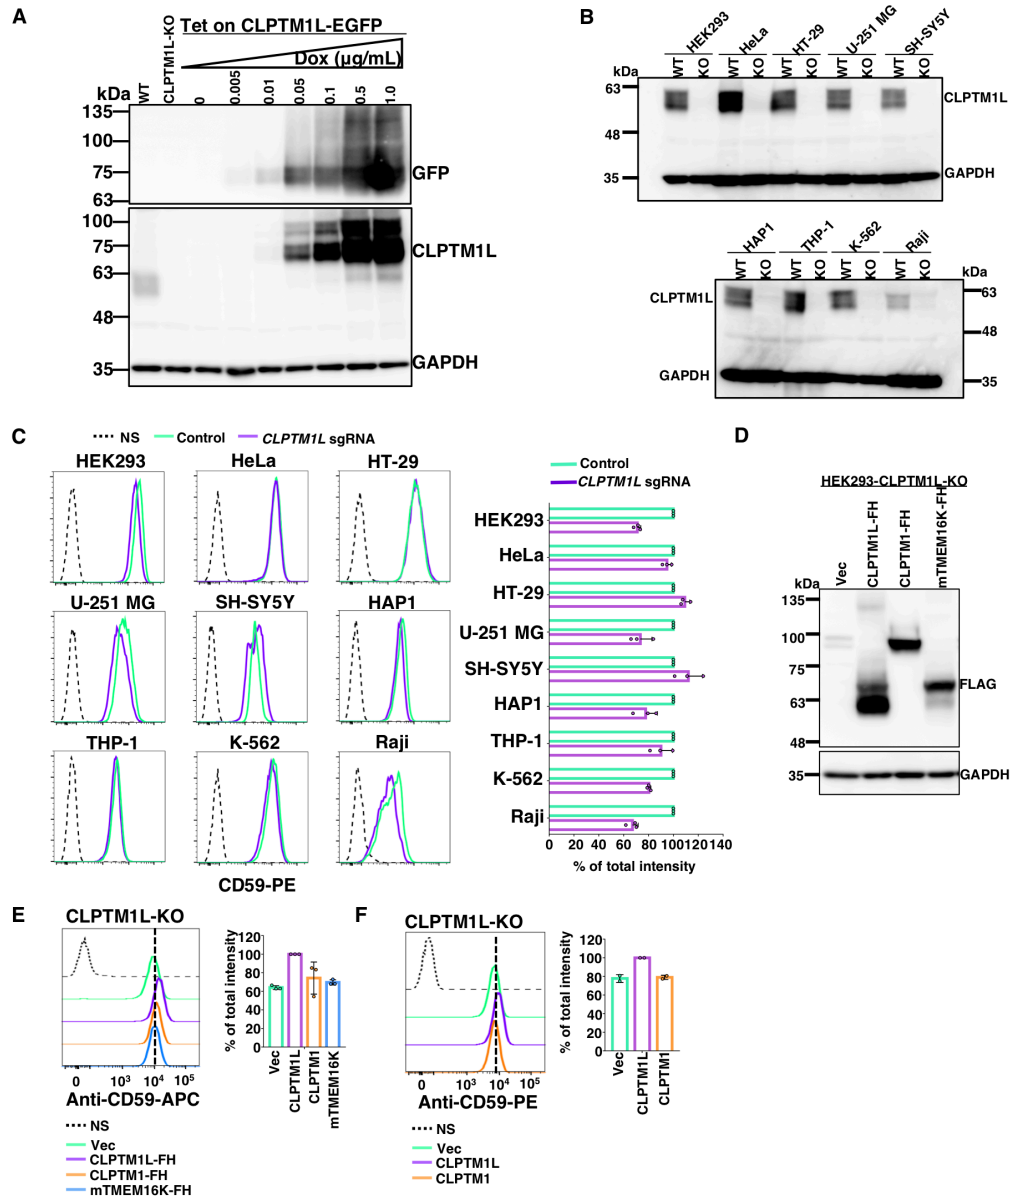 A
Tet on CLPTM1L-EGFP
Dox (µg/mL)
kDa
WT
CLPTM1L-KO
0
0.005
0.01
0.05
0.1
0.5
1.0
135
100
75
63
GFP
100
75
63
48
35
CLPTM1L
GAPDH
B
HEK293
HeLa
HT-29
U-251 MG
SH-SY5Y
kDa
WT
KO
WT
KO
WT
KO
WT
KO
WT
KO
63
48
35
CLPTM1L
GAPDH
HAP1
THP-1
K-562
Raji
WT
KO
WT
KO
WT
KO
WT
KO
kDa
CLPTM1L
GAPDH
63
48
35
C
NS
Control
CLPTM1L sgRNA
HEK293
HeLa
HT-29
U-251 MG
SH-SY5Y
HAP1
THP-1
K-562
Raji
CD59-PE
Control
CLPTM1L sgRNA
HEK293
HeLa
HT-29
U-251 MG
SH-SY5Y
HAP1
THP-1
K-562
Raji
0 20 40 60 80 100 120 140
% of total intensity
D
HEK293-CLPTM1L-KO
Vec
CLPTM1L-FH
CLPTM1-FH
mTMEM16K-FH
kDa
135
100
75
63
48
35
FLAG
GAPDH
E
CLPTM1L-KO
0 10³ 10⁴ 10⁵
Anti-CD59-APC
NS
Vec
CLPTM1L-FH
CLPTM1-FH
mTMEM16K-FH
% of total intensity
120
100
80
60
40
20
0
Vec
CLPTM1L
CLPTM1
mTMEM16K
F
CLPTM1L-KO
0 10³ 10⁴ 10⁵
Anti-CD59-PE
NS
Vec
CLPTM1L
CLPTM1
% of total intensity
120
100
80
60
40
20
0
Vec
CLPTM1L
CLPTM1